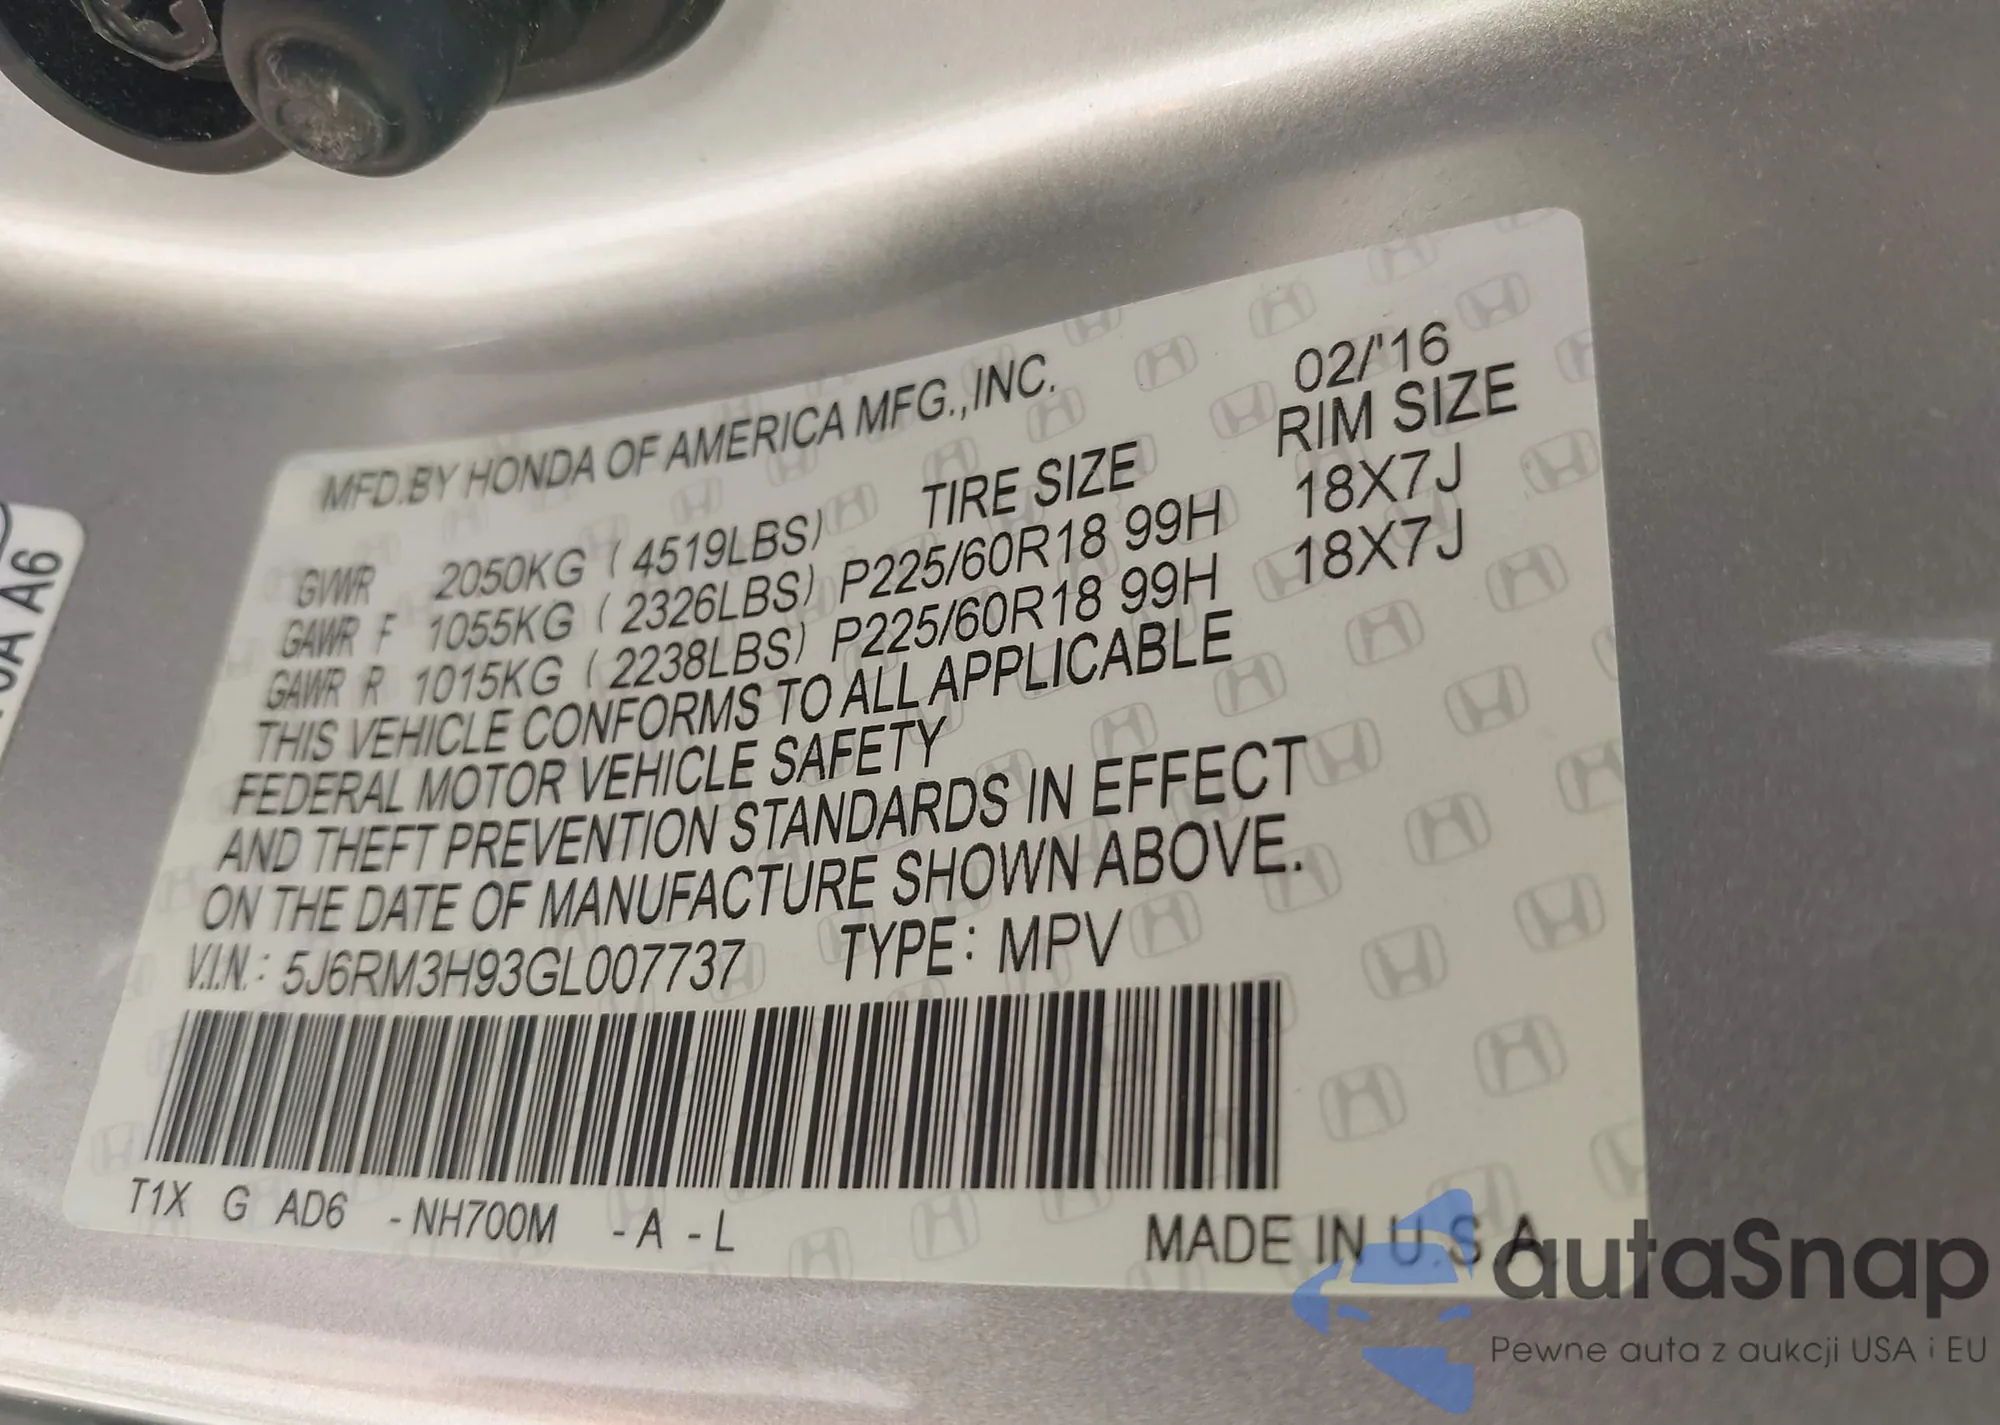 MFD.BY HONDA OF AMERICA MFG.,INC. 02/'16
TIRE SIZE RIM SIZE
GVWR 2050KG ( 4519LBS)
GAWR F 1055KG ( 2326LBS) P225/60R18 99H 18X7J
GAWR R 1015KG ( 2238LBS) P225/60R18 99H 18X7J
THIS VEHICLE CONFORMS TO ALL APPLICABLE
FEDERAL MOTOR VEHICLE SAFETY
AND THEFT PREVENTION STANDARDS IN EFFECT
ON THE DATE OF MANUFACTURE SHOWN ABOVE.
V.I.N.: 5J6RM3H93GL007737 TYPE: MPV
T1X G AD6 -NH700M -A -L
MADE IN U.S.A.
A A6
autaSnap
Pewne auta z aukcji USA i EU